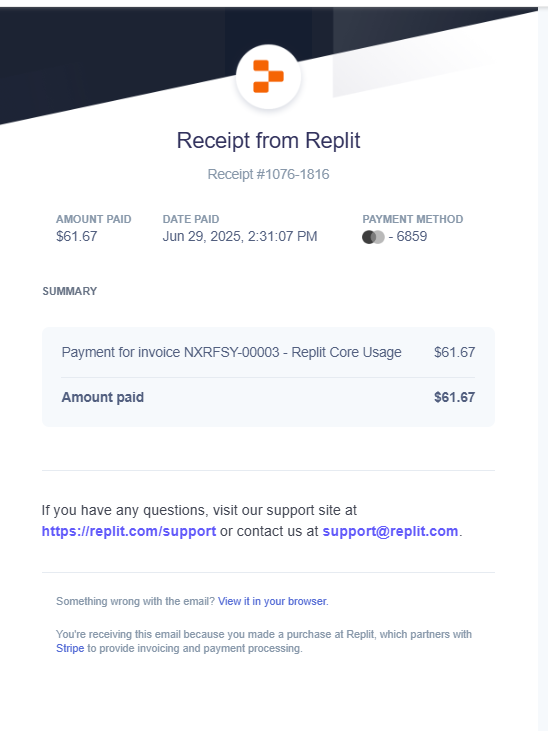 Receipt from Replit
Receipt #1076-1816
AMOUNT PAID
$61.67
DATE PAID
Jun 29, 2025, 2:31:07 PM
PAYMENT METHOD
- 6859
SUMMARY
Payment for invoice NXRFSY-00003 - Replit Core Usage $61.67
Amount paid $61.67
If you have any questions, visit our support site at
https://replit.com/support or contact us at support@replit.com.
Something wrong with the email? View it in your browser.
You're receiving this email because you made a purchase at Replit, which partners with
Stripe to provide invoicing and payment processing.